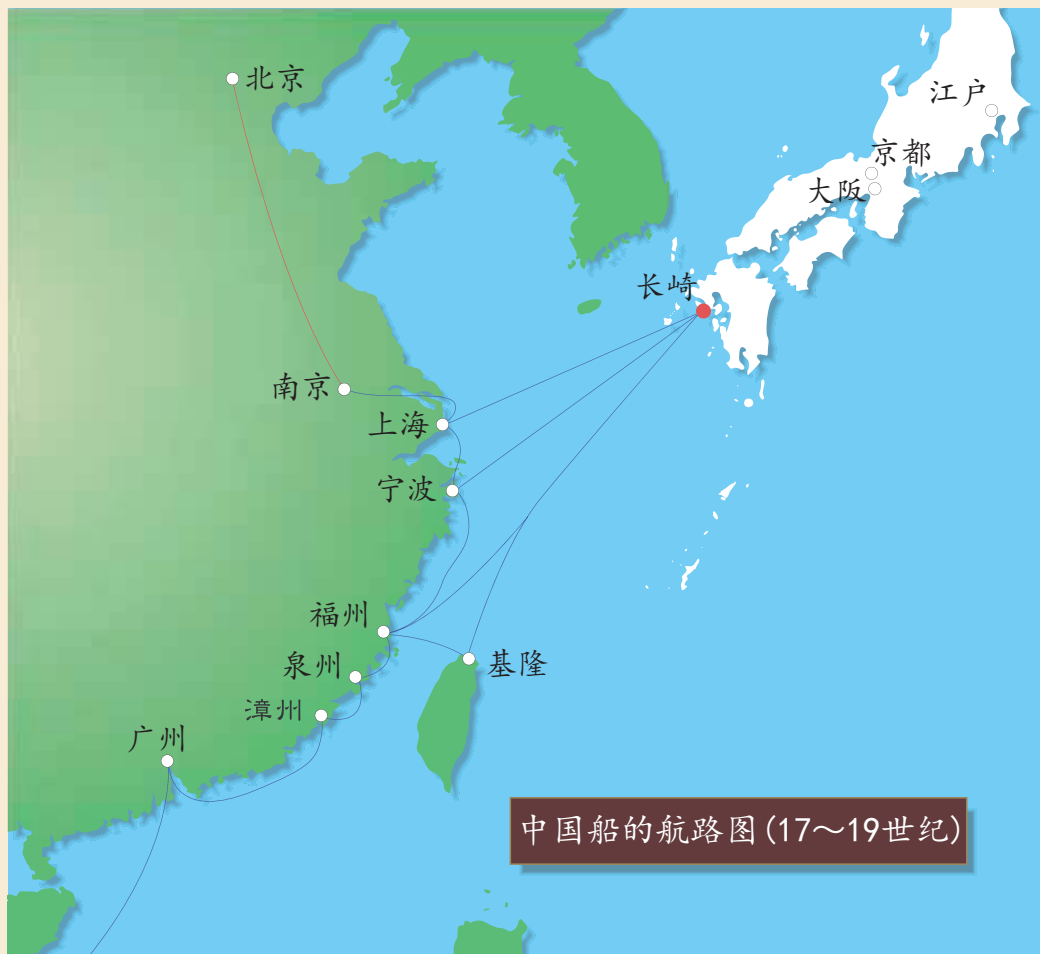 北京
江户
京都
大阪
长崎
南京
上海
宁波
福州
泉州
基隆
漳州
广州
中国船的航路图(17～19世纪)